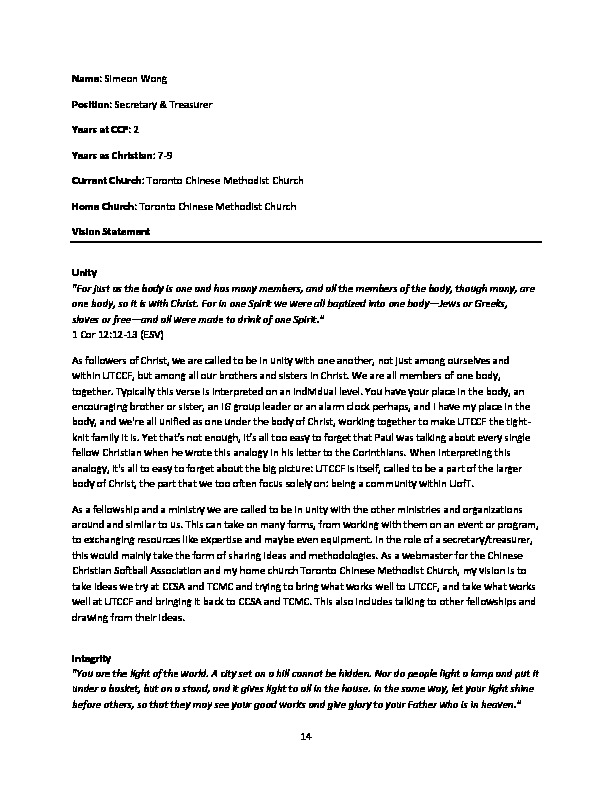 Name: Simeon Wong
Position: Secretary & Treasurer
Years at CCF: 2
Years as Christian: 7-9
Current Church: Toronto Chinese Methodist Church
Home Church: Toronto Chinese Methodist Church
Vision Statement
Unity
"For just as the body is one and has many members, and all the members of the body, though many, are
one body, so it is with Christ. For in one Spirit we were all baptized into one body—Jews or Greeks,
slaves or free—and all were made to drink of one Spirit."
1 Cor 12:12-13 (ESV)
As followers of Christ, we are called to be in unity with one another, not just among ourselves and
within UTCCF, but among all our brothers and sisters in Christ. We are all members of one body,
together. Typically this verse is interpreted on an individual level. You have your place in the body, an
encouraging brother or sister, an IG group leader or an alarm clock perhaps, and I have my place in the
body, and we're all unified as one under the body of Christ, working together to make UTCCF the tight-
knit family it is. Yet that's not enough, it's all too easy to forget that Paul was talking about every single
fellow Christian when he wrote this analogy in his letter to the Corinthians. When interpreting this
analogy, it's all to easy to forget about the big picture: UTCCF is itself, called to be a part of the larger
body of Christ, the part that we too often focus solely on: being a community within UofT.
As a fellowship and a ministry we are called to be in unity with the other ministries and organizations
around and similar to us. This can take on many forms, from working with them on an event or program,
to exchanging resources like expertise and maybe even equipment. In the role of a secretary/treasurer,
this would mainly take the form of sharing ideas and methodologies. As a webmaster for the Chinese
Christian Softball Association and my home church Toronto Chinese Methodist Church, my vision is to
take ideas we try at CCSA and TCMC and trying to bring what works well to UTCCF, and take what works
well at UTCCF and bringing it back to CCSA and TCMC. This also includes talking to other fellowships and
drawing from their ideas.
Integrity
"You are the light of the world. A city set on a hill cannot be hidden. Nor do people light a lamp and put it
under a basket, but on a stand, and it gives light to all in the house. In the same way, let your light shine
before others, so that they may see your good works and give glory to your Father who is in heaven."
14